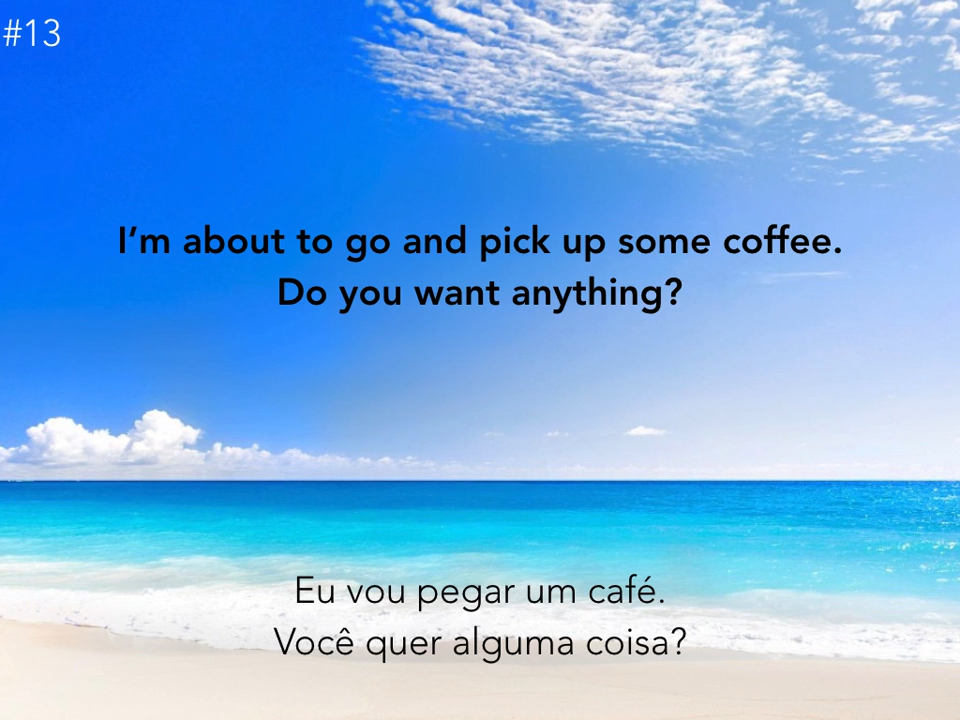 #13
I’m about to go and pick up some coffee.
Do you want anything?
Eu vou pegar um café.
Você quer alguma coisa?